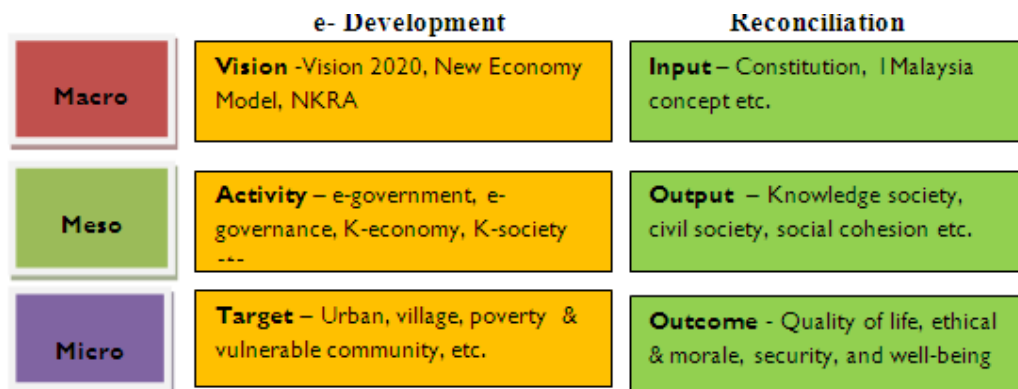 e- Development
Reconciliation
Macro
Vision -Vision 2020, New Economy
Model, NKRA
Input – Constitution, 1Malaysia
concept etc.
Meso
Activity – e-government, e-
governance, K-economy, K-society
Output – Knowledge society,
civil society, social cohesion etc.
Micro
Target – Urban, village, poverty &
vulnerable community, etc.
Outcome - Quality of life, ethical
& morale, security, and well-being